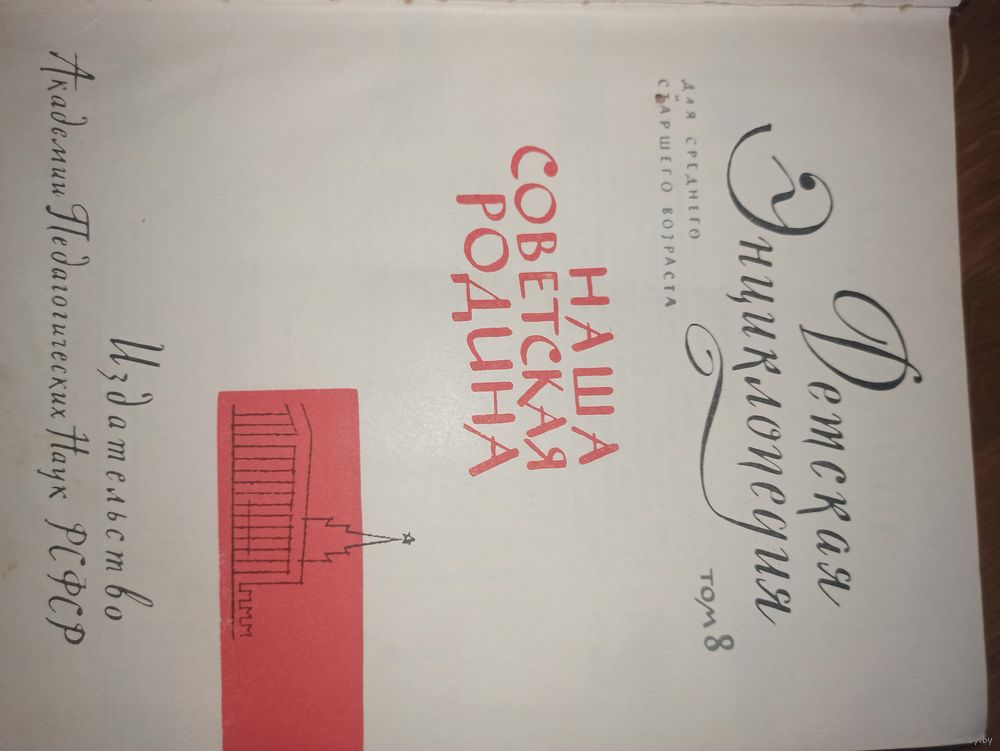 Детская
Энциклопедия
для среднего
старшего возраста
том 8
НАША
СОВЕТСКАЯ
РОДИНА
Издательство
Академии Педагогических Наук РСФСР